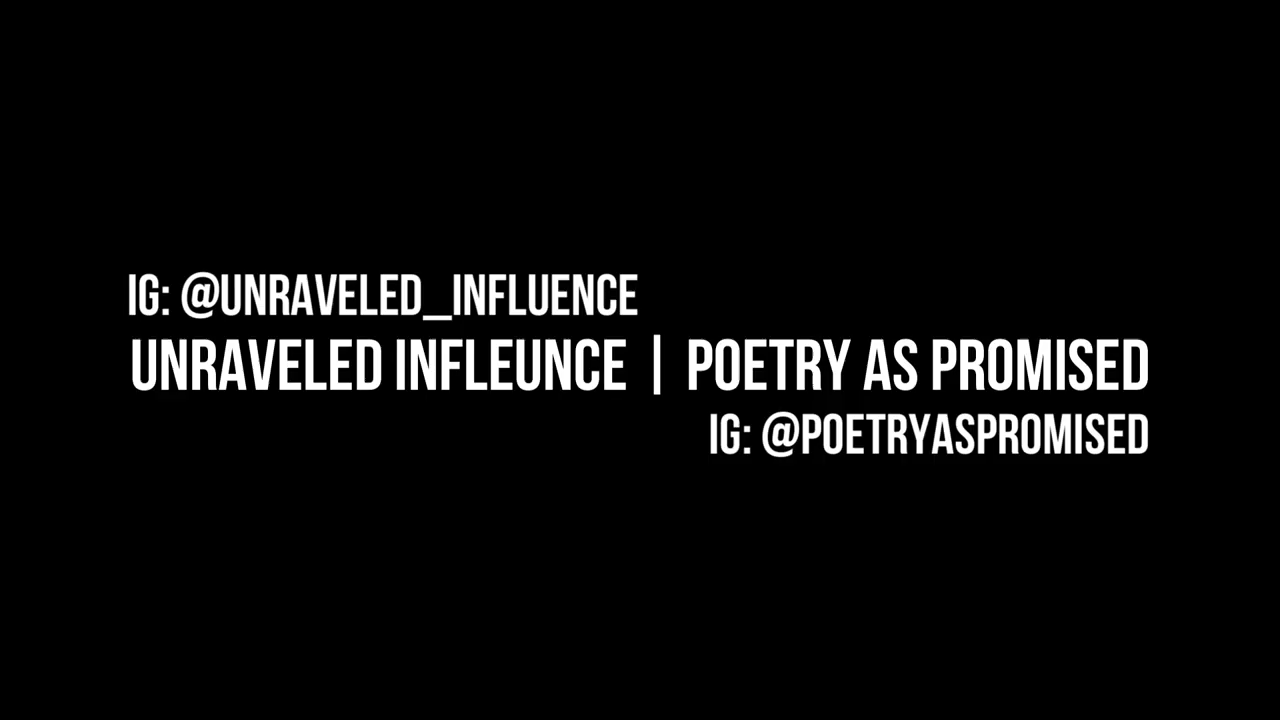 IG: @UNRAVELED_INFLUENCE
UNRAVELED INFLEUNCE | POETRY AS PROMISED
IG: @POETRYASPROMISED